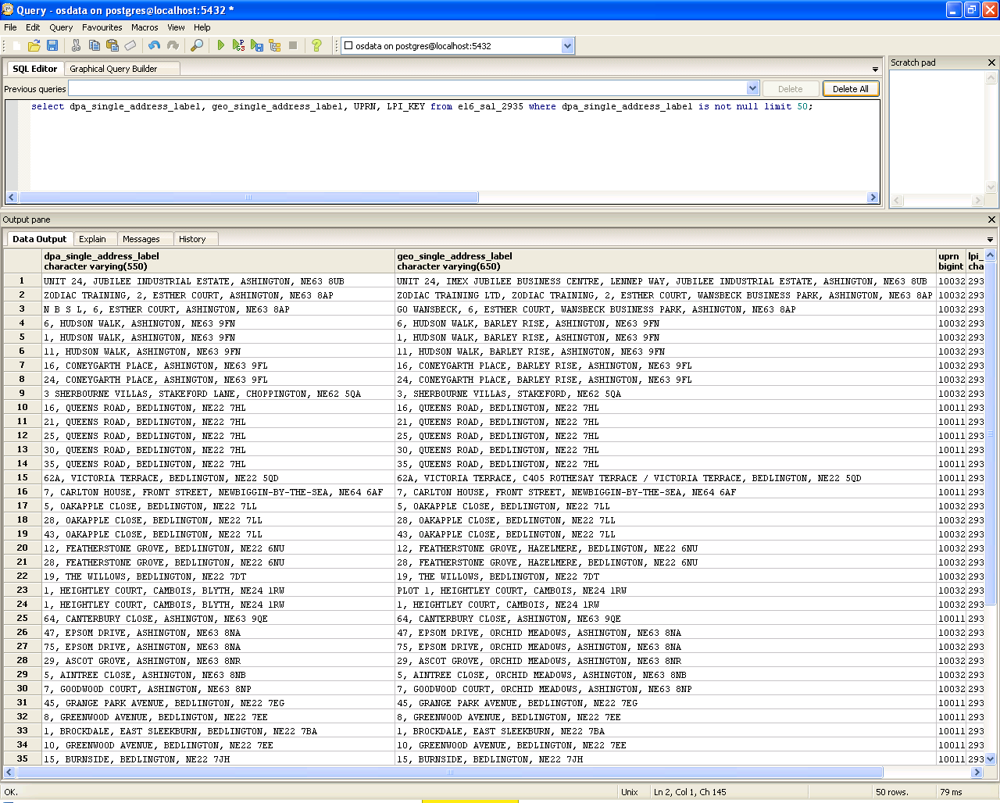 Query - osdata on postgres@localhost:5432 *
File Edit Query Favourites Macros View Help
osdata on postgres@localhost:5432
SQL Editor Graphical Query Builder
Scratch pad
Previous queries Delete Delete All
select dpa_single_address_label, geo_single_address_label, UPRN, LPI_KEY from el6_sal_2935 where dpa_single_address_label is not null limit 50;
Output pane
Data Output Explain Messages History
dpa_single_address_label geo_single_address_label uprn lpi_
character varying(550) character varying(650) bigint cha
1 UNIT 24, JUBILEE INDUSTRIAL ESTATE, ASHINGTON, NE63 8UB UNIT 24, IMEX JUBILEE BUSINESS CENTRE, LENNEP WAY, JUBILEE INDUSTRIAL ESTATE, ASHINGTON, NE63 8UB 10032 293
2 ZODIAC TRAINING, 2, ESTHER COURT, ASHINGTON, NE63 8AP ZODIAC TRAINING LTD, ZODIAC TRAINING, 2, ESTHER COURT, WANSBECK BUSINESS PARK, ASHINGTON, NE63 8AP 10032 293
3 N B S L, 6, ESTHER COURT, ASHINGTON, NE63 8AP GO WANSBECK, 6, ESTHER COURT, WANSBECK BUSINESS PARK, ASHINGTON, NE63 8AP 10032 293
4 6, HUDSON WALK, ASHINGTON, NE63 9FN 6, HUDSON WALK, BARLEY RISE, ASHINGTON, NE63 9FN 10032 293
5 1, HUDSON WALK, ASHINGTON, NE63 9FN 1, HUDSON WALK, BARLEY RISE, ASHINGTON, NE63 9FN 10032 293
6 11, HUDSON WALK, ASHINGTON, NE63 9FN 11, HUDSON WALK, BARLEY RISE, ASHINGTON, NE63 9FN 10032 293
7 16, CONEYGARTH PLACE, ASHINGTON, NE63 9FL 16, CONEYGARTH PLACE, BARLEY RISE, ASHINGTON, NE63 9FL 10032 293
8 24, CONEYGARTH PLACE, ASHINGTON, NE63 9FL 24, CONEYGARTH PLACE, BARLEY RISE, ASHINGTON, NE63 9FL 10032 293
9 3 SHERBOURNE VILLAS, STAKEFORD LANE, CHOPPINGTON, NE62 5QA 3, SHERBOURNE VILLAS, STAKEFORD, NE62 5QA 10032 293
10 16, QUEENS ROAD, BEDLINGTON, NE22 7HL 16, QUEENS ROAD, BEDLINGTON, NE22 7HL 10011 293
11 21, QUEENS ROAD, BEDLINGTON, NE22 7HL 21, QUEENS ROAD, BEDLINGTON, NE22 7HL 10011 293
12 25, QUEENS ROAD, BEDLINGTON, NE22 7HL 25, QUEENS ROAD, BEDLINGTON, NE22 7HL 10011 293
13 30, QUEENS ROAD, BEDLINGTON, NE22 7HL 30, QUEENS ROAD, BEDLINGTON, NE22 7HL 10011 293
14 35, QUEENS ROAD, BEDLINGTON, NE22 7HL 35, QUEENS ROAD, BEDLINGTON, NE22 7HL 10011 293
15 62A, VICTORIA TERRACE, BEDLINGTON, NE22 5QD 62A, VICTORIA TERRACE, C405 ROTHESAY TERRACE / VICTORIA TERRACE, BEDLINGTON, NE22 5QD 10011 293
16 7, CARLTON HOUSE, FRONT STREET, NEWBIGGIN-BY-THE-SEA, NE64 6AF 7, CARLTON HOUSE, FRONT STREET, NEWBIGGIN-BY-THE-SEA, NE64 6AF 10011 293
17 5, OAKAPPLE CLOSE, BEDLINGTON, NE22 7LL 5, OAKAPPLE CLOSE, BEDLINGTON, NE22 7LL 10032 293
18 28, OAKAPPLE CLOSE, BEDLINGTON, NE22 7LL 28, OAKAPPLE CLOSE, BEDLINGTON, NE22 7LL 10032 293
19 43, OAKAPPLE CLOSE, BEDLINGTON, NE22 7LL 43, OAKAPPLE CLOSE, BEDLINGTON, NE22 7LL 10032 293
20 12, FEATHERSTONE GROVE, BEDLINGTON, NE22 6NU 12, FEATHERSTONE GROVE, HAZELMERE, BEDLINGTON, NE22 6NU 10032 293
21 28, FEATHERSTONE GROVE, BEDLINGTON, NE22 6NU 28, FEATHERSTONE GROVE, HAZELMERE, BEDLINGTON, NE22 6NU 10032 293
22 19, THE WILLOWS, BEDLINGTON, NE22 7DT 19, THE WILLOWS, BEDLINGTON, NE22 7DT 10032 293
23 1, HEIGHTLEY COURT, CAMBOIS, BLYTH, NE24 1RW PLOT 1, HEIGHTLEY COURT, CAMBOIS, NE24 1RW 10032 293
24 1, HEIGHTLEY COURT, CAMBOIS, BLYTH, NE24 1RW 1, HEIGHTLEY COURT, CAMBOIS, NE24 1RW 10032 293
25 64, CANTERBURY CLOSE, ASHINGTON, NE63 9QE 64, CANTERBURY CLOSE, ASHINGTON, NE63 9QE 10011 293
26 47, EPSOM DRIVE, ASHINGTON, NE63 8NA 47, EPSOM DRIVE, ORCHID MEADOWS, ASHINGTON, NE63 8NA 10032 293
27 75, EPSOM DRIVE, ASHINGTON, NE63 8NA 75, EPSOM DRIVE, ORCHID MEADOWS, ASHINGTON, NE63 8NA 10032 293
28 29, ASCOT GROVE, ASHINGTON, NE63 8NR 29, ASCOT GROVE, ORCHID MEADOWS, ASHINGTON, NE63 8NR 10032 293
29 5, AINTREE CLOSE, ASHINGTON, NE63 8NB 5, AINTREE CLOSE, ORCHID MEADOWS, ASHINGTON, NE63 8NB 10032 293
30 7, GOODWOOD COURT, ASHINGTON, NE63 8NP 7, GOODWOOD COURT, ORCHID MEADOWS, ASHINGTON, NE63 8NP 10032 293
31 45, GRANGE PARK AVENUE, BEDLINGTON, NE22 7EG 45, GRANGE PARK AVENUE, BEDLINGTON, NE22 7EG 10011 293
32 8, GREENWOOD AVENUE, BEDLINGTON, NE22 7EE 8, GREENWOOD AVENUE, BEDLINGTON, NE22 7EE 10011 293
33 1, BROCKDALE, EAST SLEEKBURN, BEDLINGTON, NE22 7BA 1, BROCKDALE, EAST SLEEKBURN, NE22 7BA 10011 293
34 10, GREENWOOD AVENUE, BEDLINGTON, NE22 7EE 10, GREENWOOD AVENUE, BEDLINGTON, NE22 7EE 10011 293
35 15, BURNSIDE, BEDLINGTON, NE22 7JH 15, BURNSIDE, BEDLINGTON, NE22 7JH 10011 293
OK. Unix Ln 2, Col 1, Ch 145 50 rows. 79 ms